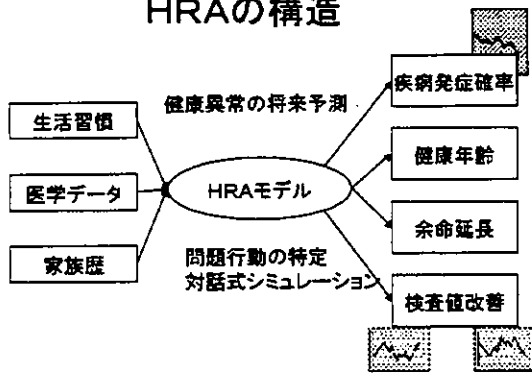 HRAの構造
健康異常の将来予測
生活習慣
医学データ
家族歴
HRAモデル
問題行動の特定
対話式シミュレーション
疾病発症確率
健康年齢
余命延長
検査値改善